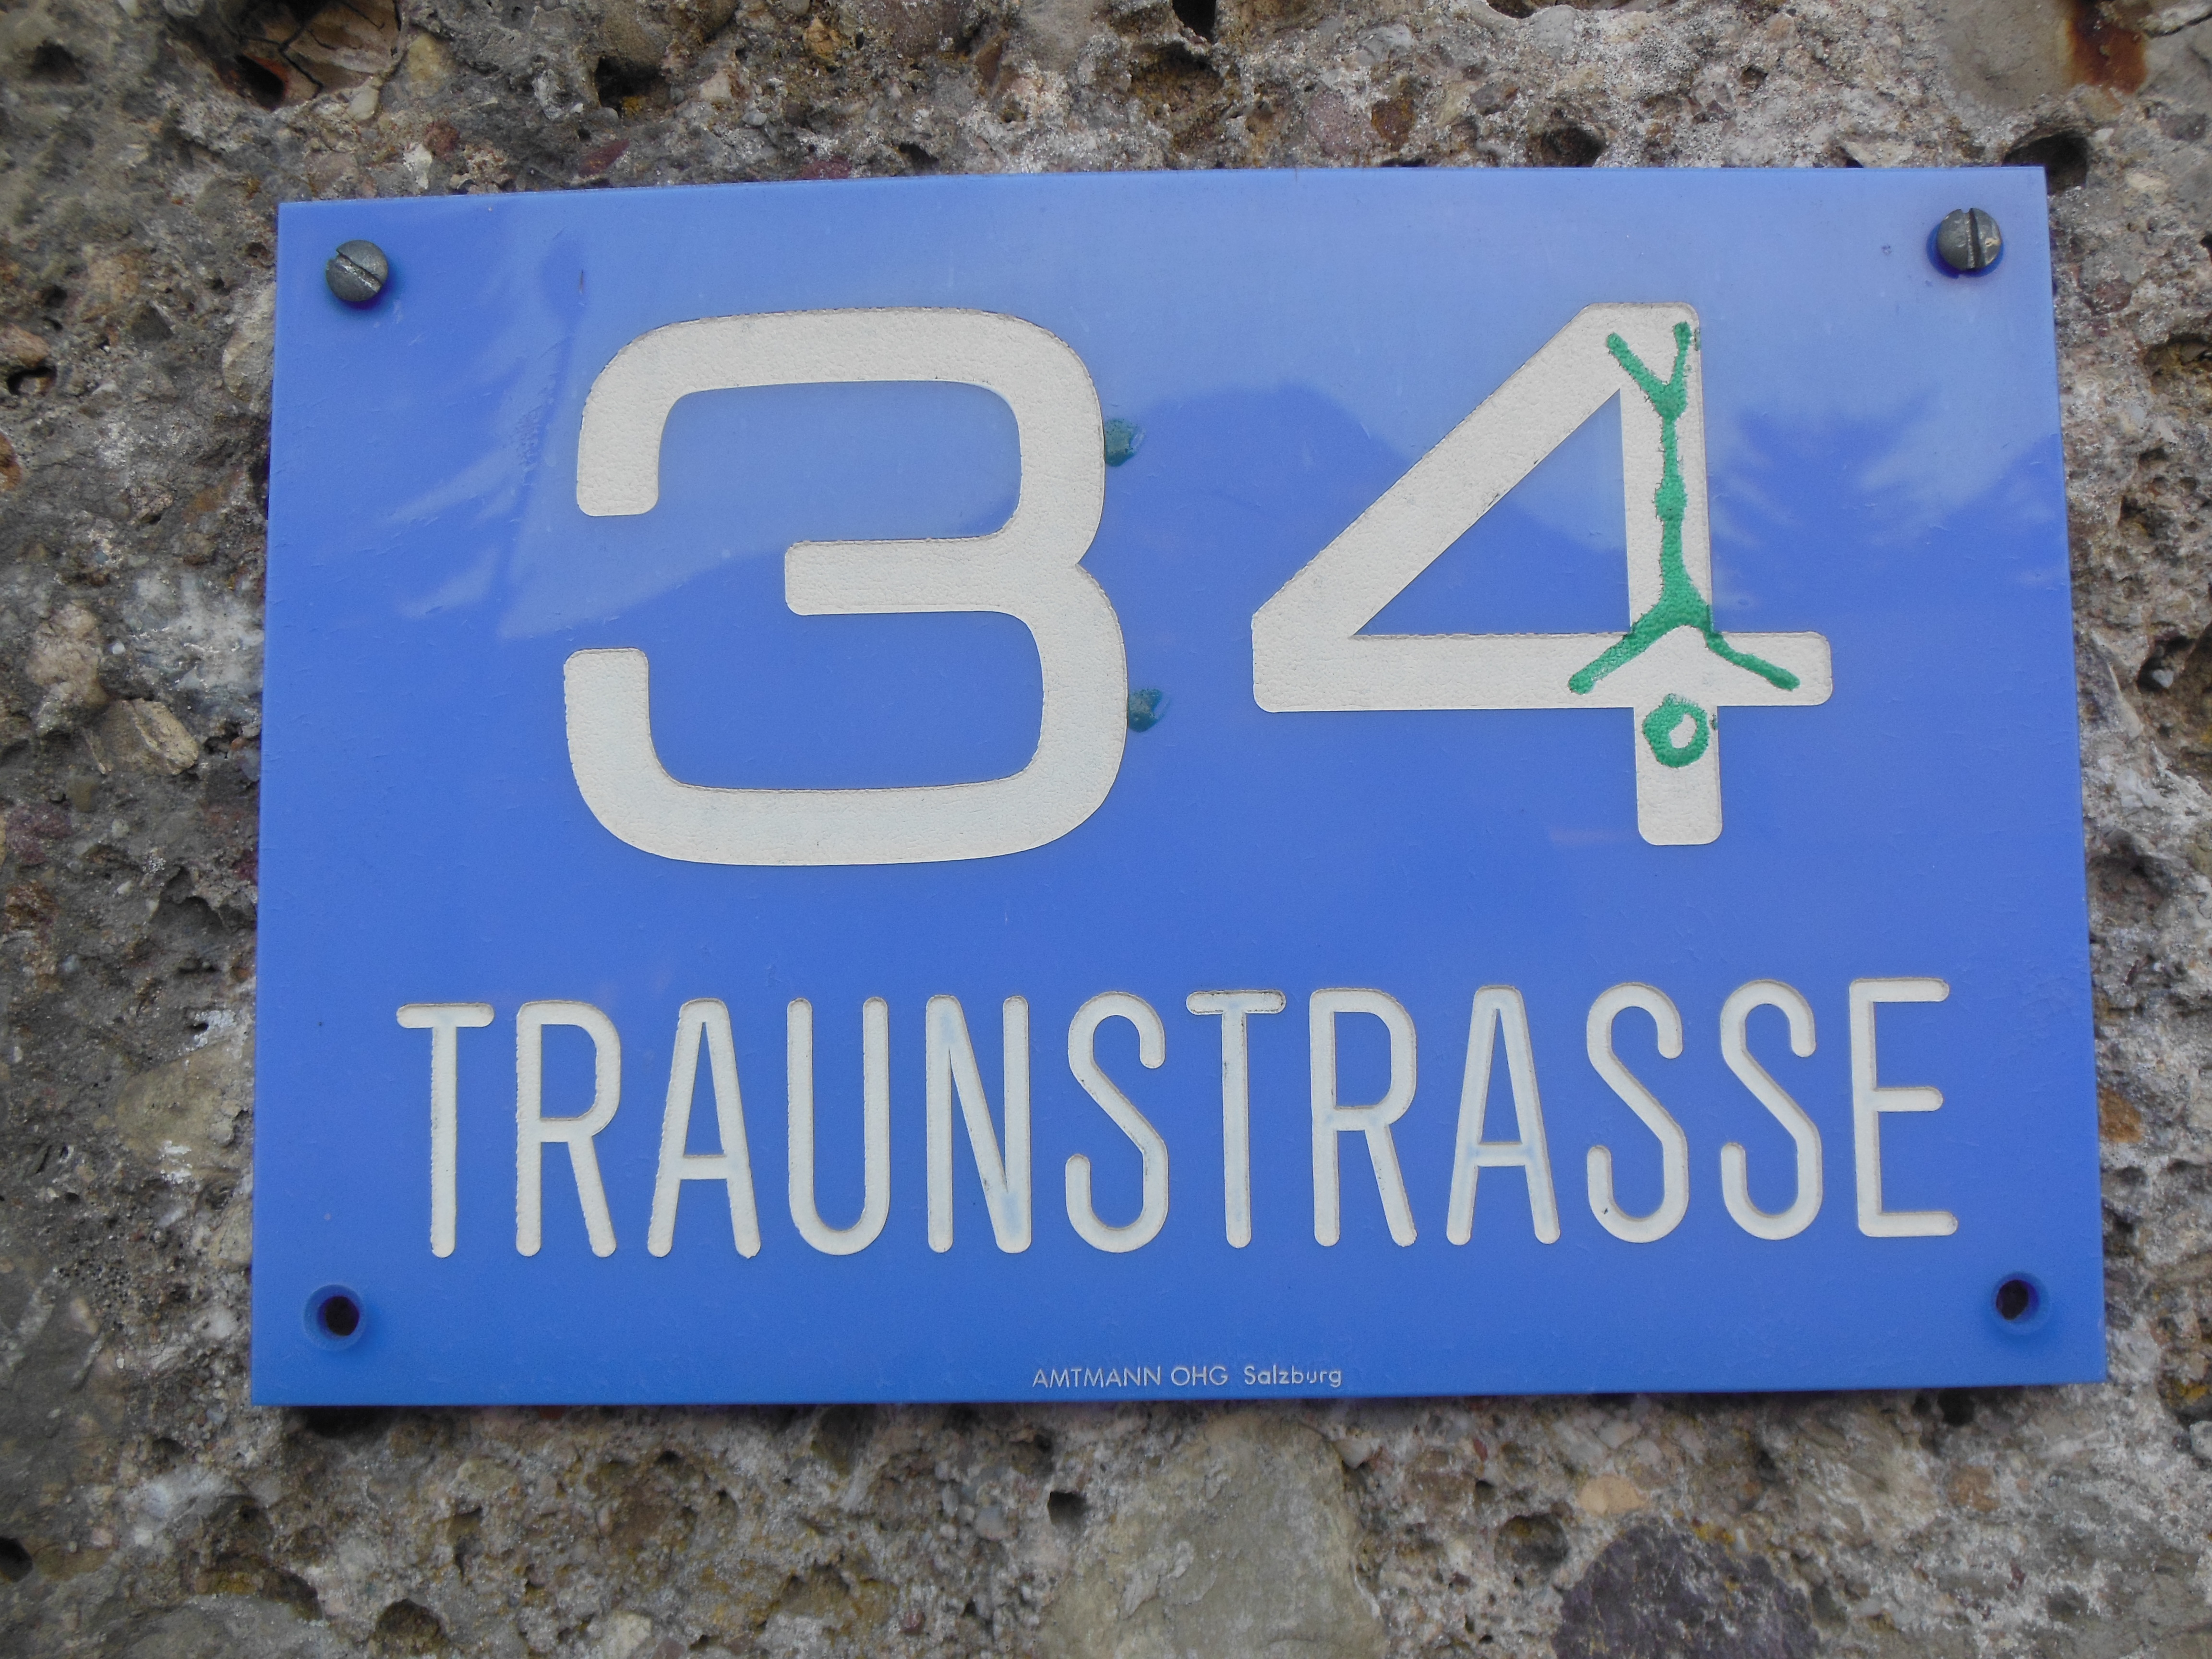 34
TRAUNSTRASSE
AMTMANN OHG Salzburg